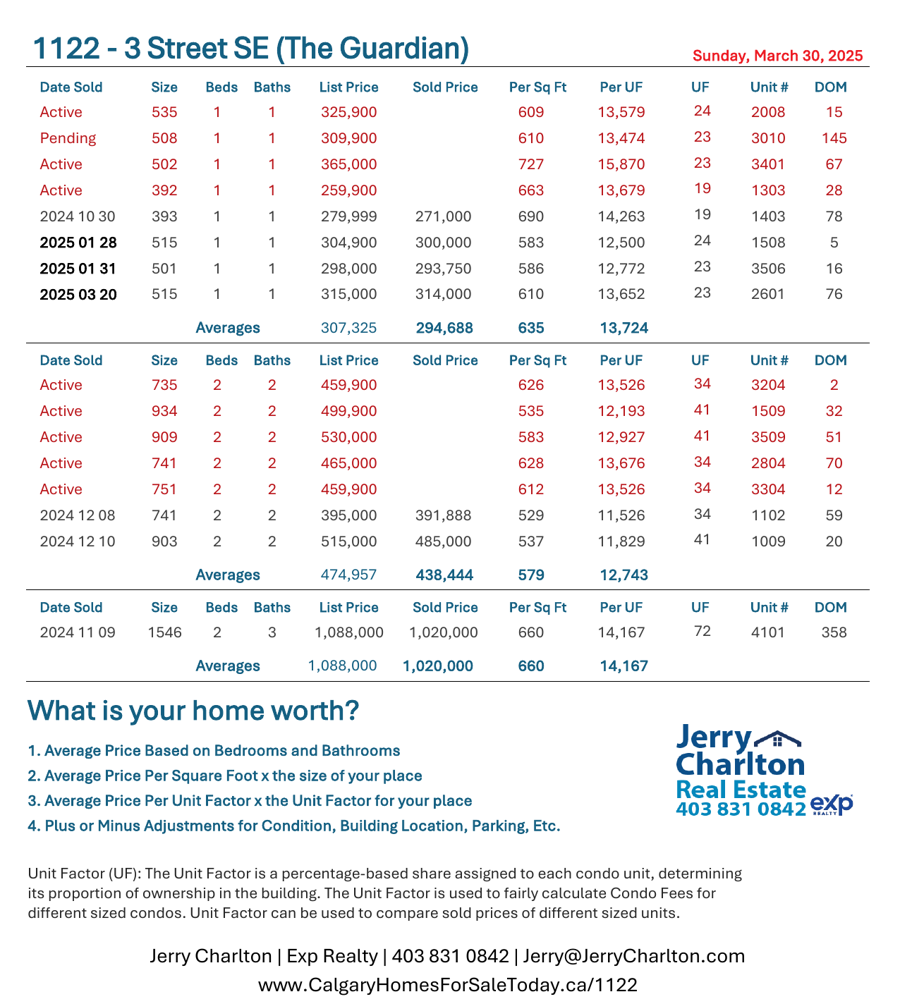 1122 - 3 Street SE (The Guardian) Sunday, March 30, 2025
Date Sold Size Beds Baths List Price Sold Price Per Sq Ft Per UF UF Unit # DOM
Active 535 1 1 325,900 609 13,579 24 2008 15
Pending 508 1 1 309,900 610 13,474 23 3010 145
Active 502 1 1 365,000 727 15,870 23 3401 67
Active 392 1 1 259,900 663 13,679 19 1303 28
2024 10 30 393 1 1 279,999 271,000 690 14,263 19 1403 78
2025 01 28 515 1 1 304,900 300,000 583 12,500 24 1508 5
2025 01 31 501 1 1 298,000 293,750 586 12,772 23 3506 16
2025 03 20 515 1 1 315,000 314,000 610 13,652 23 2601 76
Averages 307,325 294,688 635 13,724
Date Sold Size Beds Baths List Price Sold Price Per Sq Ft Per UF UF Unit # DOM
Active 735 2 2 459,900 626 13,526 34 3204 2
Active 934 2 2 499,900 535 12,193 41 1509 32
Active 909 2 2 530,000 583 12,927 41 3509 51
Active 741 2 2 465,000 628 13,676 34 2804 70
Active 751 2 2 459,900 612 13,526 34 3304 12
2024 12 08 741 2 2 395,000 391,888 529 11,526 34 1102 59
2024 12 10 903 2 2 515,000 485,000 537 11,829 41 1009 20
Averages 474,957 438,444 579 12,743
Date Sold Size Beds Baths List Price Sold Price Per Sq Ft Per UF UF Unit # DOM
2024 11 09 1546 2 3 1,088,000 1,020,000 660 14,167 72 4101 358
Averages 1,088,000 1,020,000 660 14,167
What is your home worth?
1. Average Price Based on Bedrooms and Bathrooms
2. Average Price Per Square Foot x the size of your place
3. Average Price Per Unit Factor x the Unit Factor for your place
4. Plus or Minus Adjustments for Condition, Building Location, Parking, Etc.
Jerry
Charlton
Real Estate
403 831 0842 exp
REALTY
Unit Factor (UF): The Unit Factor is a percentage-based share assigned to each condo unit, determining
its proportion of ownership in the building. The Unit Factor is used to fairly calculate Condo Fees for
different sized condos. Unit Factor can be used to compare sold prices of different sized units.
Jerry Charlton | Exp Realty | 403 831 0842 | Jerry@JerryCharlton.com
www.CalgaryHomesForSaleToday.ca/1122